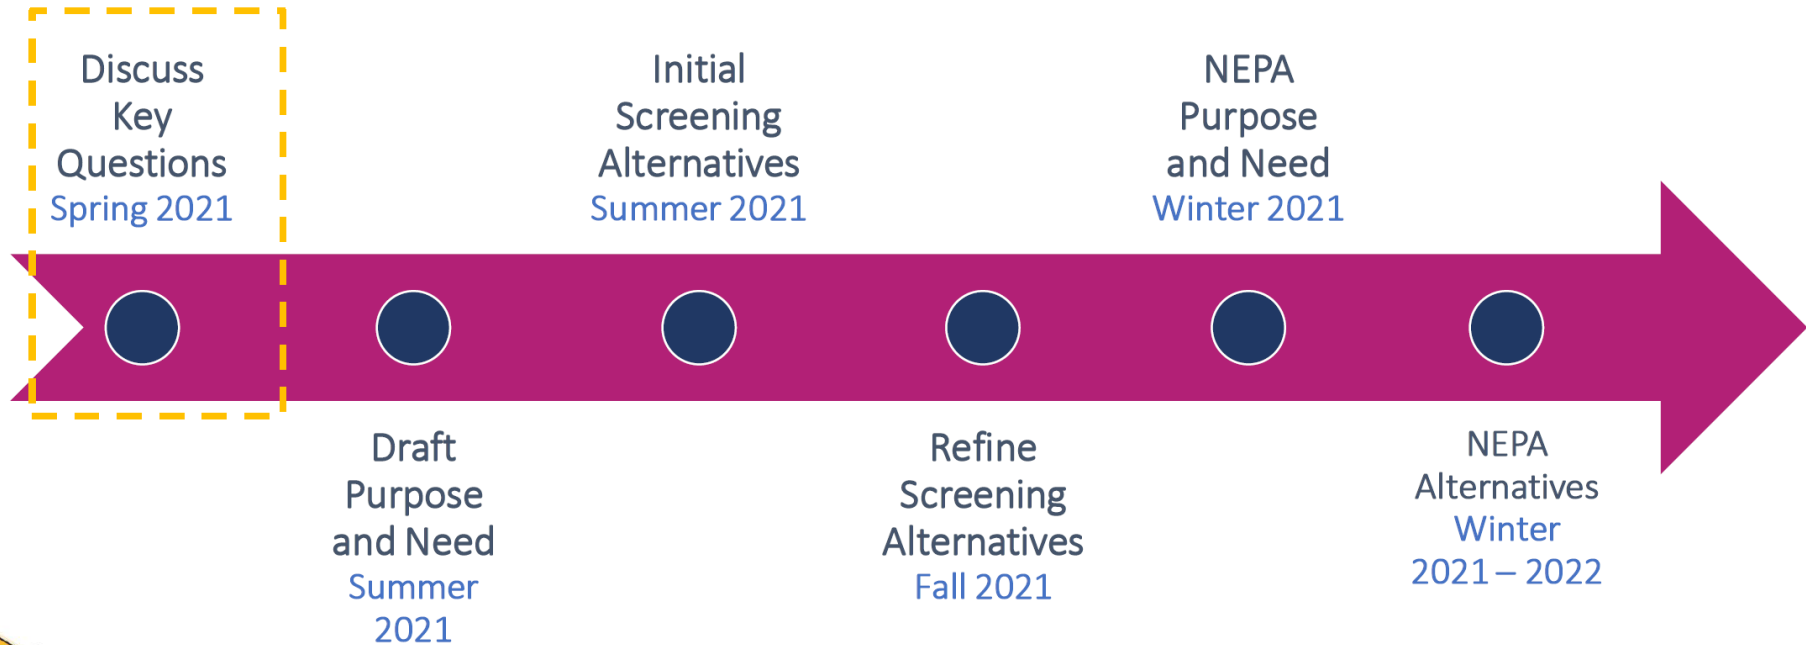 Discuss
Key
Questions
Spring 2021
Draft
Purpose
and Need
Summer
2021
Initial
Screening
Alternatives
Summer 2021
Refine
Screening
Alternatives
Fall 2021
NEPA
Purpose
and Need
Winter 2021
NEPA
Alternatives
Winter
2021 – 2022